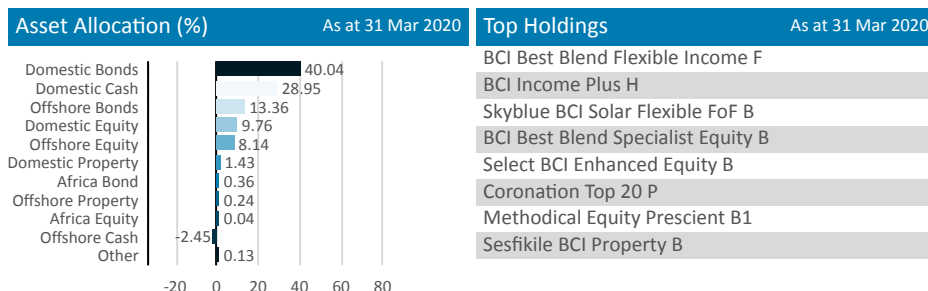 Asset Allocation (%) As at 31 Mar 2020
Domestic Bonds 40.04
Domestic Cash 28.95
Offshore Bonds 13.36
Domestic Equity 9.76
Offshore Equity 8.14
Domestic Property 1.43
Africa Bond 0.36
Offshore Property 0.24
Africa Equity 0.04
Offshore Cash -2.45
Other 0.13
-20 0 20 40 60 80
Top Holdings As at 31 Mar 2020
BCI Best Blend Flexible Income F
BCI Income Plus H
Skyblue BCI Solar Flexible FoF B
BCI Best Blend Specialist Equity B
Select BCI Enhanced Equity B
Coronation Top 20 P
Methodical Equity Prescient B1
Sesfikile BCI Property B